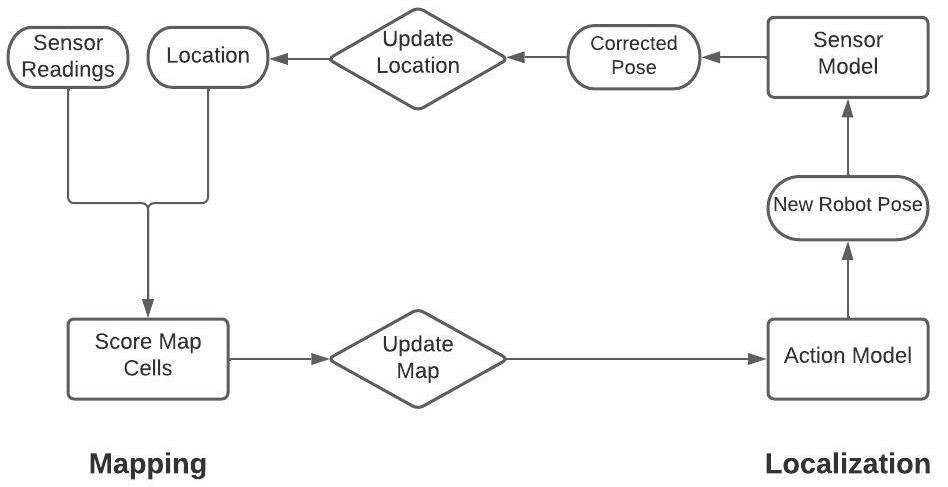 Sensor
Readings
Location
Update
Location
Corrected
Pose
Sensor
Model
New Robot Pose
Score Map
Cells
Update
Map
Action Model
Mapping
Localization